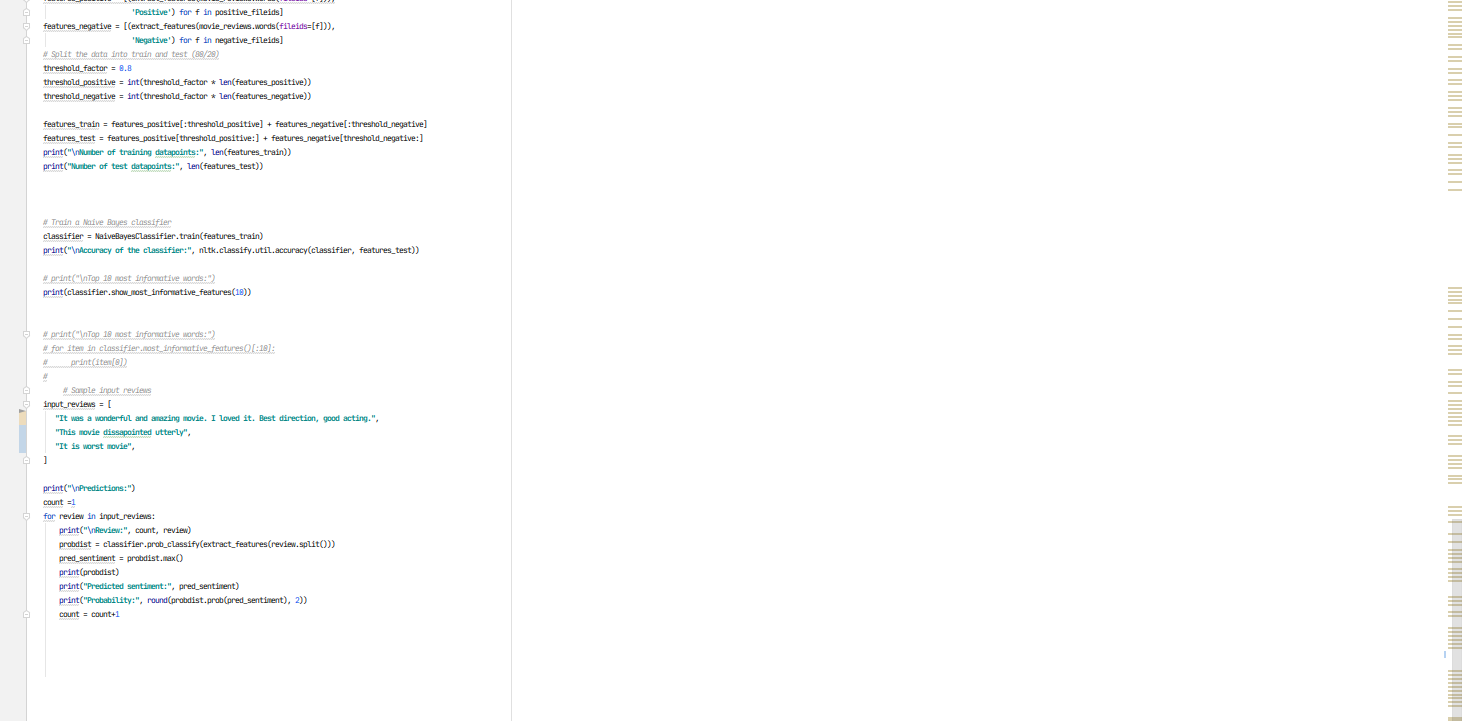 'Positive') for f in positive_fileids]
features_negative = [(extract_features(movie_reviews.words(fileids=[f])),
'Negative') for f in negative_fileids]
# Split the data into train and test (80/20)
threshold_factor = 0.8
threshold_positive = int(threshold_factor * len(features_positive))
threshold_negative = int(threshold_factor * len(features_negative))
features_train = features_positive[:threshold_positive] + features_negative[:threshold_negative]
features_test = features_positive[threshold_positive:] + features_negative[threshold_negative:]
print("\nNumber of training datapoints:", len(features_train))
print("Number of test datapoints:", len(features_test))
# Train a Naive Bayes classifier
classifier = NaiveBayesClassifier.train(features_train)
print("\nAccuracy of the classifier:", nltk.classify.util.accuracy(classifier, features_test))
# print("\nTop 10 most informative words:")
print(classifier.show_most_informative_features(10))
# print("\nTop 10 most informative words:")
# for item in classifier.most_informative_features()[:10]:
#      print(item[0])
#
# Sample input reviews
input_reviews = [
"It was a wonderful and amazing movie. I loved it. Best direction, good acting.",
"This movie dissapointed utterly",
"It is worst movie",
]
print("\nPredictions:")
count =1
for review in input_reviews:
print("\nReview:", count, review)
probdist = classifier.prob_classify(extract_features(review.split()))
pred_sentiment = probdist.max()
print(probdist)
print("Predicted sentiment:", pred_sentiment)
print("Probability:", round(probdist.prob(pred_sentiment), 2))
count = count+1